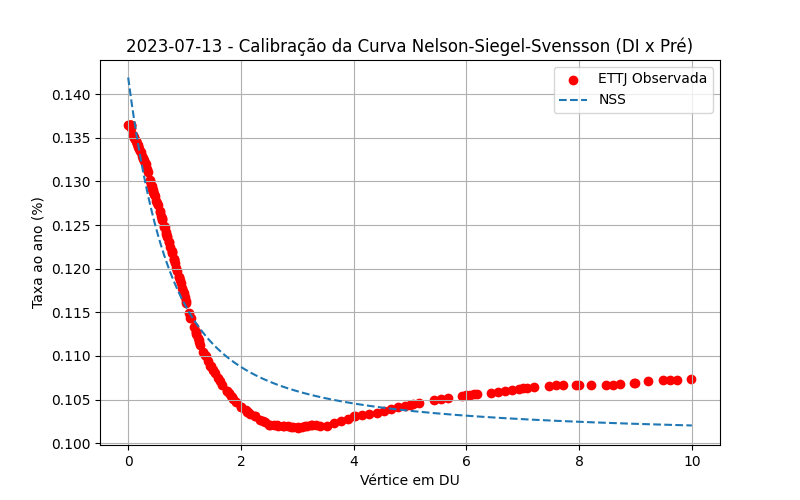 2023-07-13 - Calibração da Curva Nelson-Siegel-Svensson (DI x Pré)
ETTJ Observada
NSS
Taxa ao ano (%)
0.140
0.135
0.130
0.125
0.120
0.115
0.110
0.105
0.100
0 2 4 6 8 10
Vértice em DU